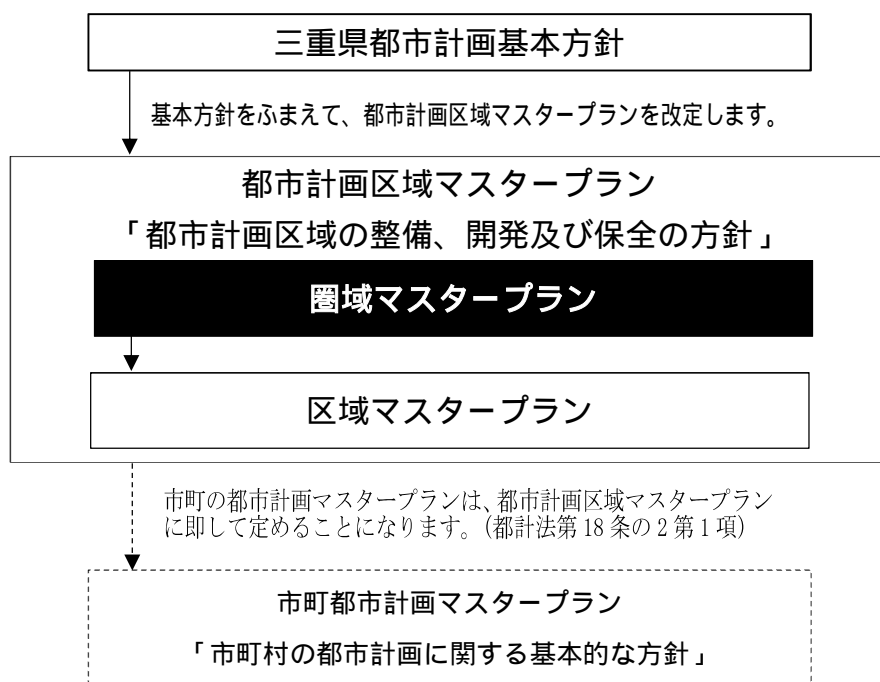 三重県都市計画基本方針
基本方針をふまえて、都市計画区域マスタープランを改定します。
都市計画区域マスタープラン
「都市計画区域の整備、開発及び保全の方針」
圏域マスタープラン
区域マスタープラン
市町の都市計画マスタープランは、都市計画区域マスタープラン
に即して定めることになります。(都計法第18条の2第1項)
市町都市計画マスタープラン
「市町村の都市計画に関する基本的な方針」